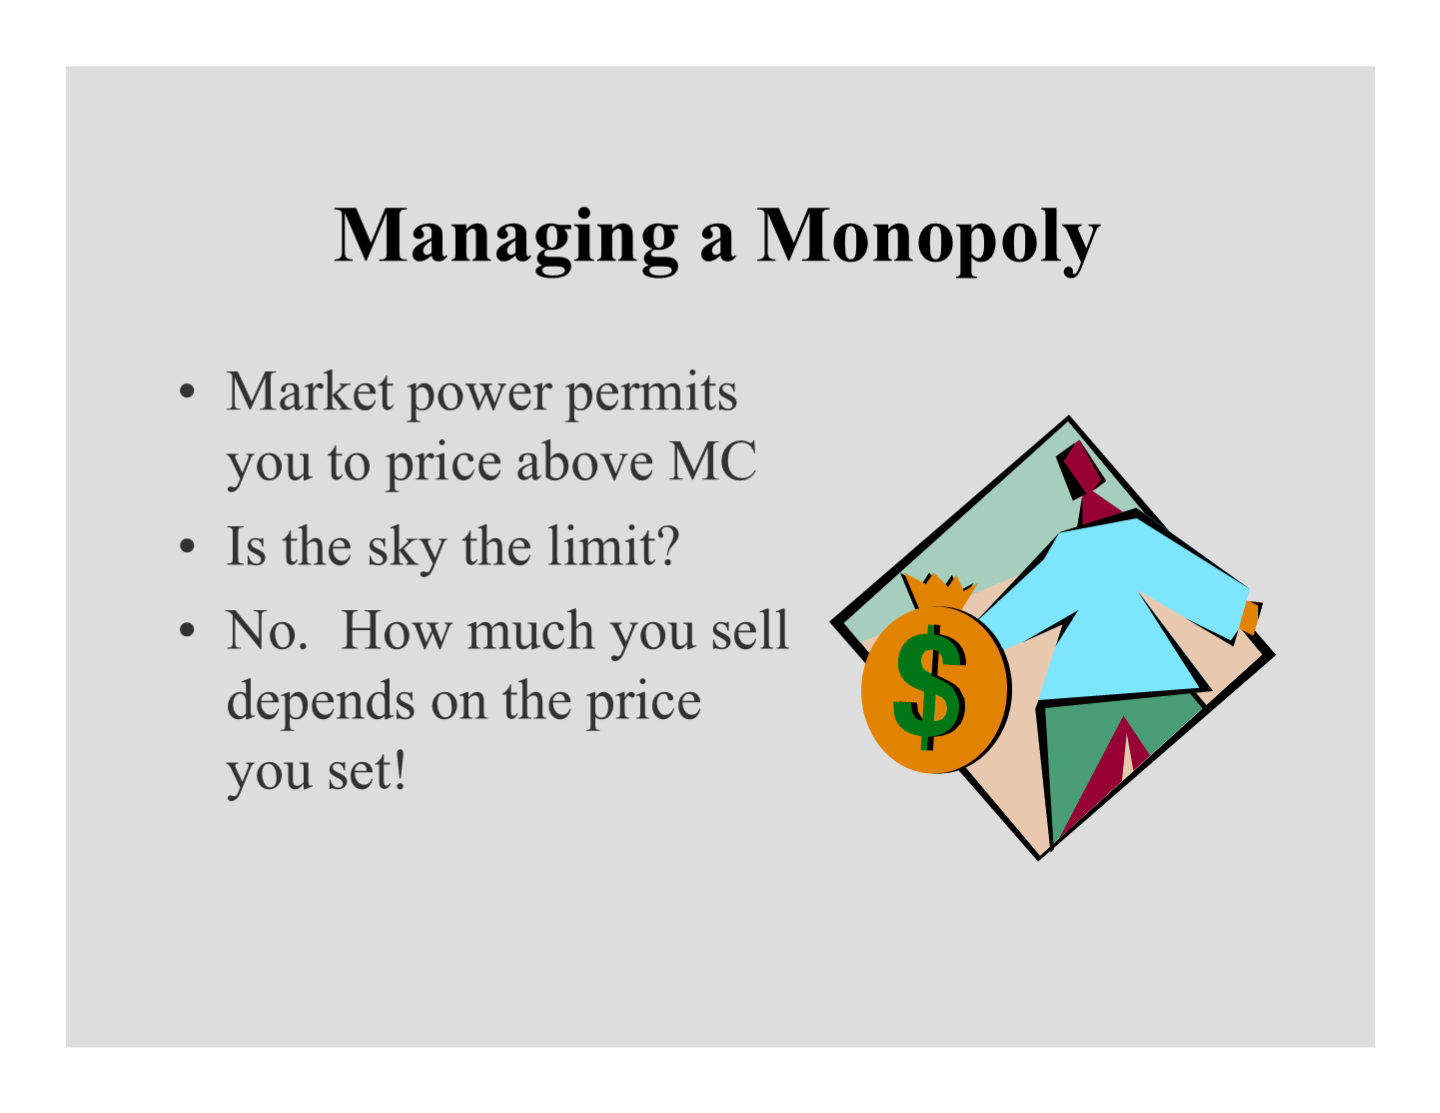 Managing a Monopoly
• Market power permits
you to price above MC
• Is the sky the limit?
• No.  How much you sell
depends on the price
you set!
$